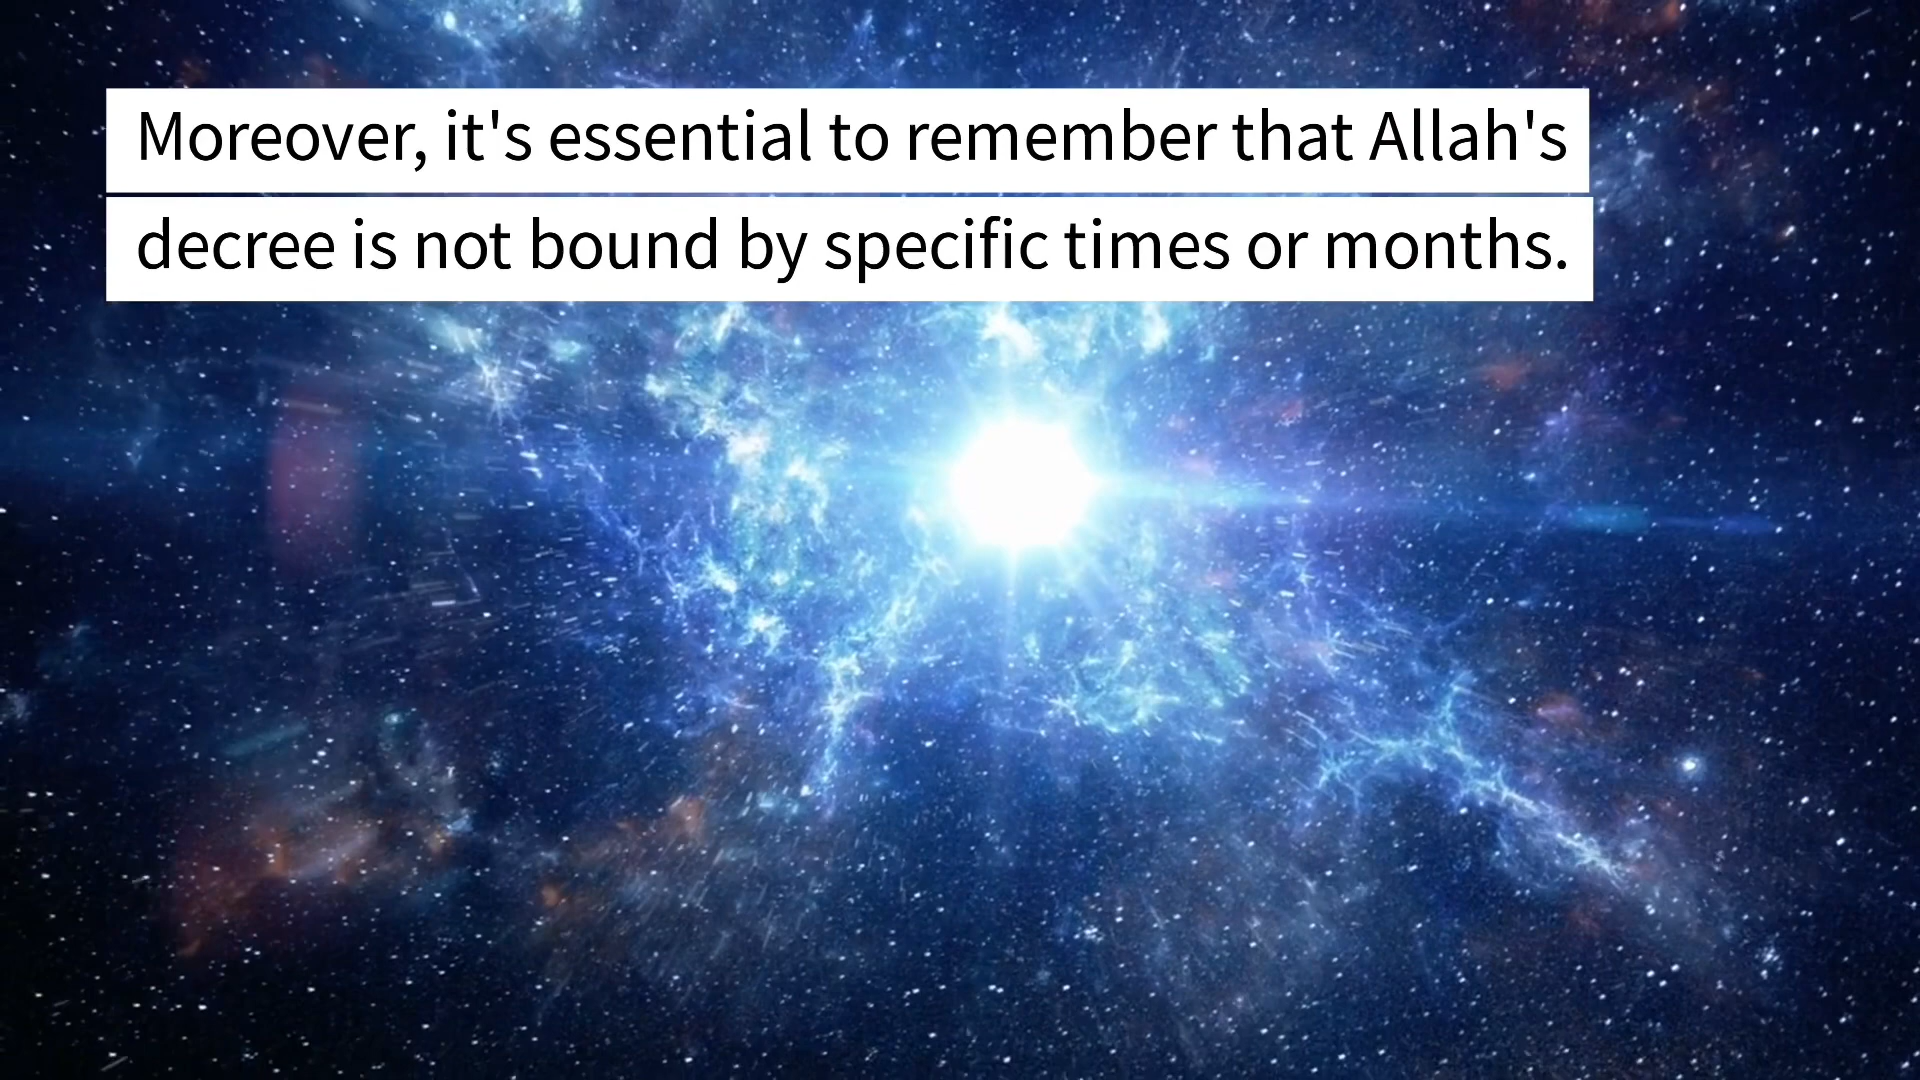 Moreover, it's essential to remember that Allah's
decree is not bound by specific times or months.